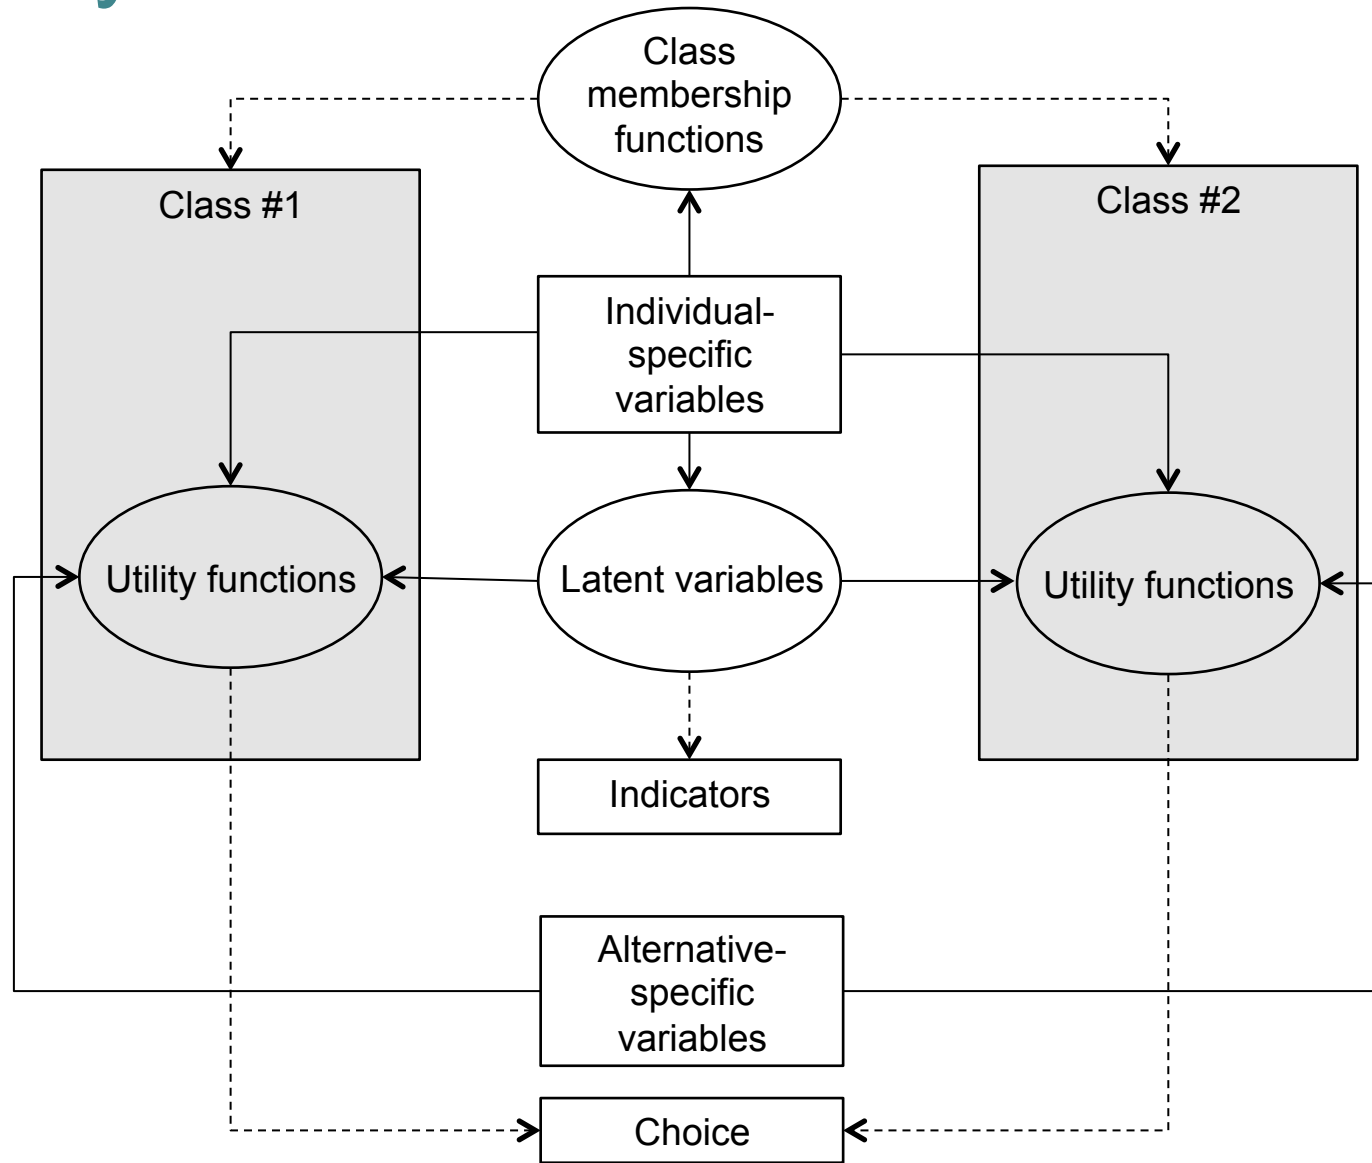 Class
membership
functions
Class #1
Class #2
Individual-
specific
variables
Utility functions
Latent variables
Utility functions
Indicators
Alternative-
specific
variables
Choice